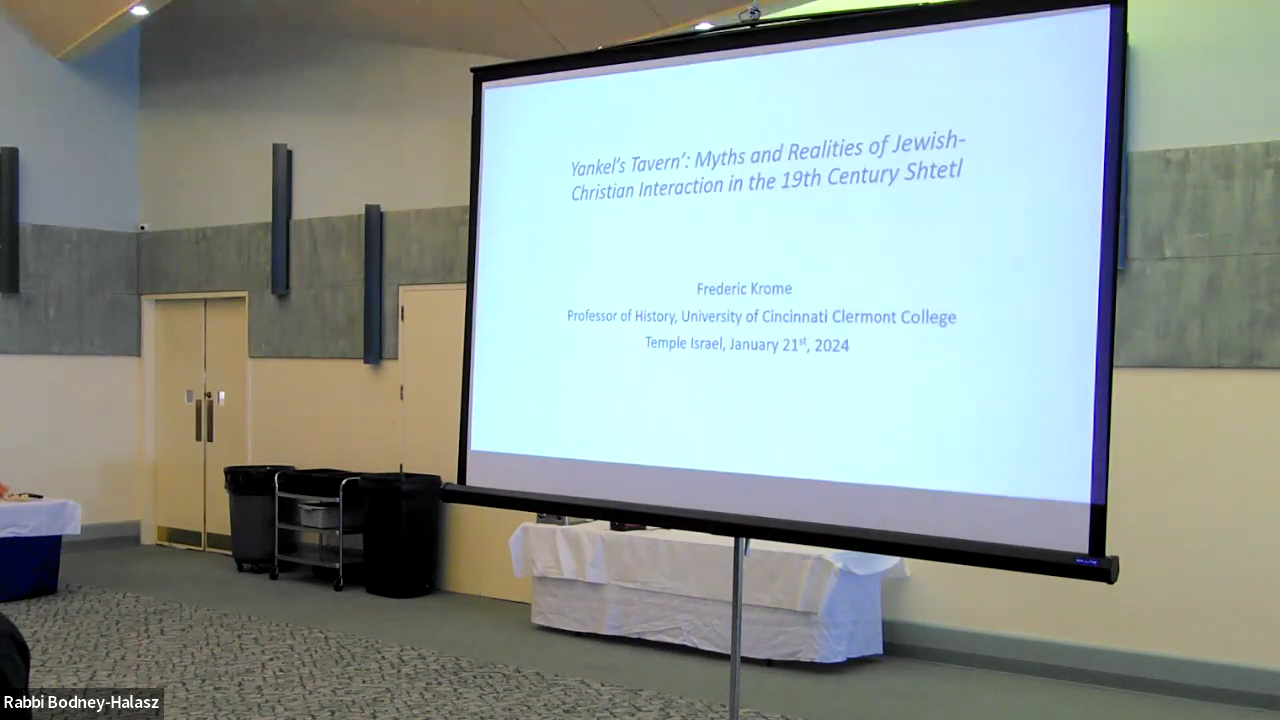 Yankel's Tavern’: Myths and Realities of Jewish-
Christian Interaction in the 19th Century Shtetl
Frederic Krome
Professor of History, University of Cincinnati Clermont College
Temple Israel, January 21st, 2024
Rabbi Bodney-Halasz